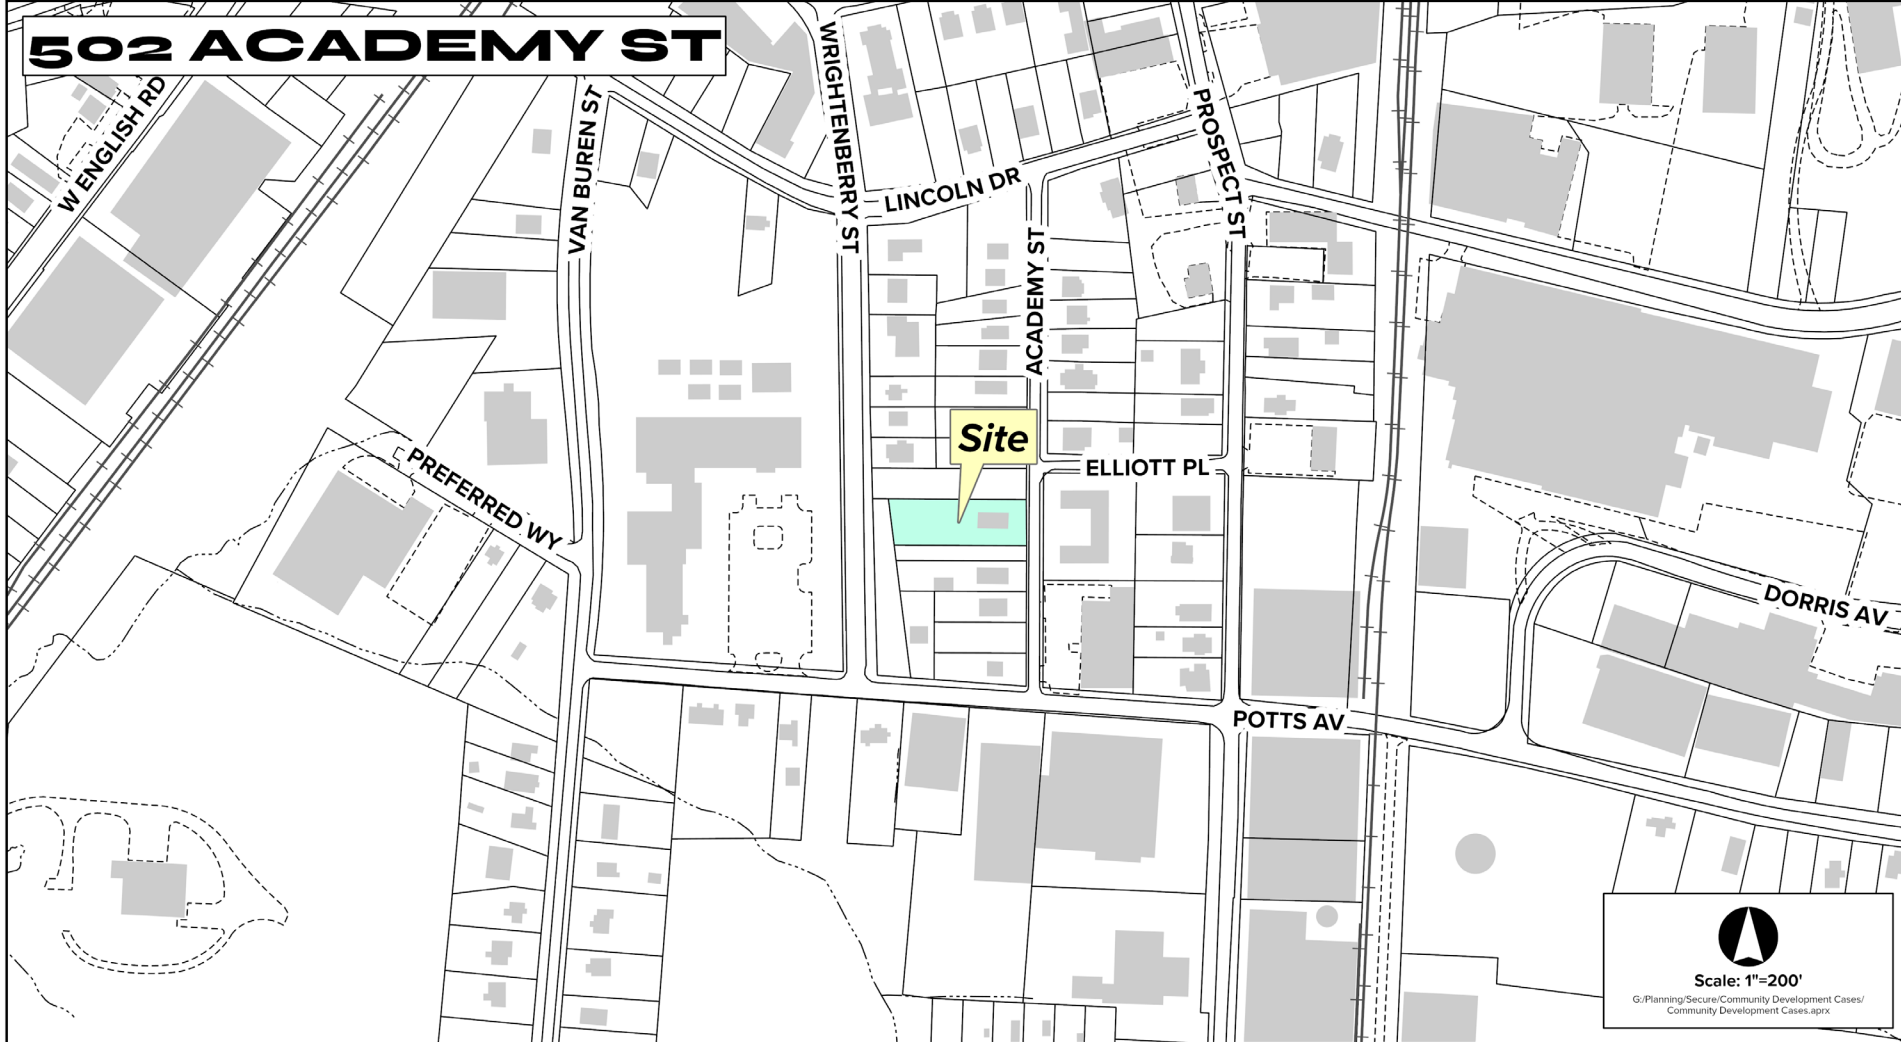 502 ACADEMY ST
W ENGLISH RD
VAN BUREN ST
WRIGHTENBERRY ST
LINCOLN DR
PROSPECT ST
ACADEMY ST
Site
ELLIOTT PL
PREFERRED WY
DORRIS AV
POTTS AV
Scale: 1"=200'
G:/Planning/Secure/Community Development Cases/
Community Development Cases.aprx